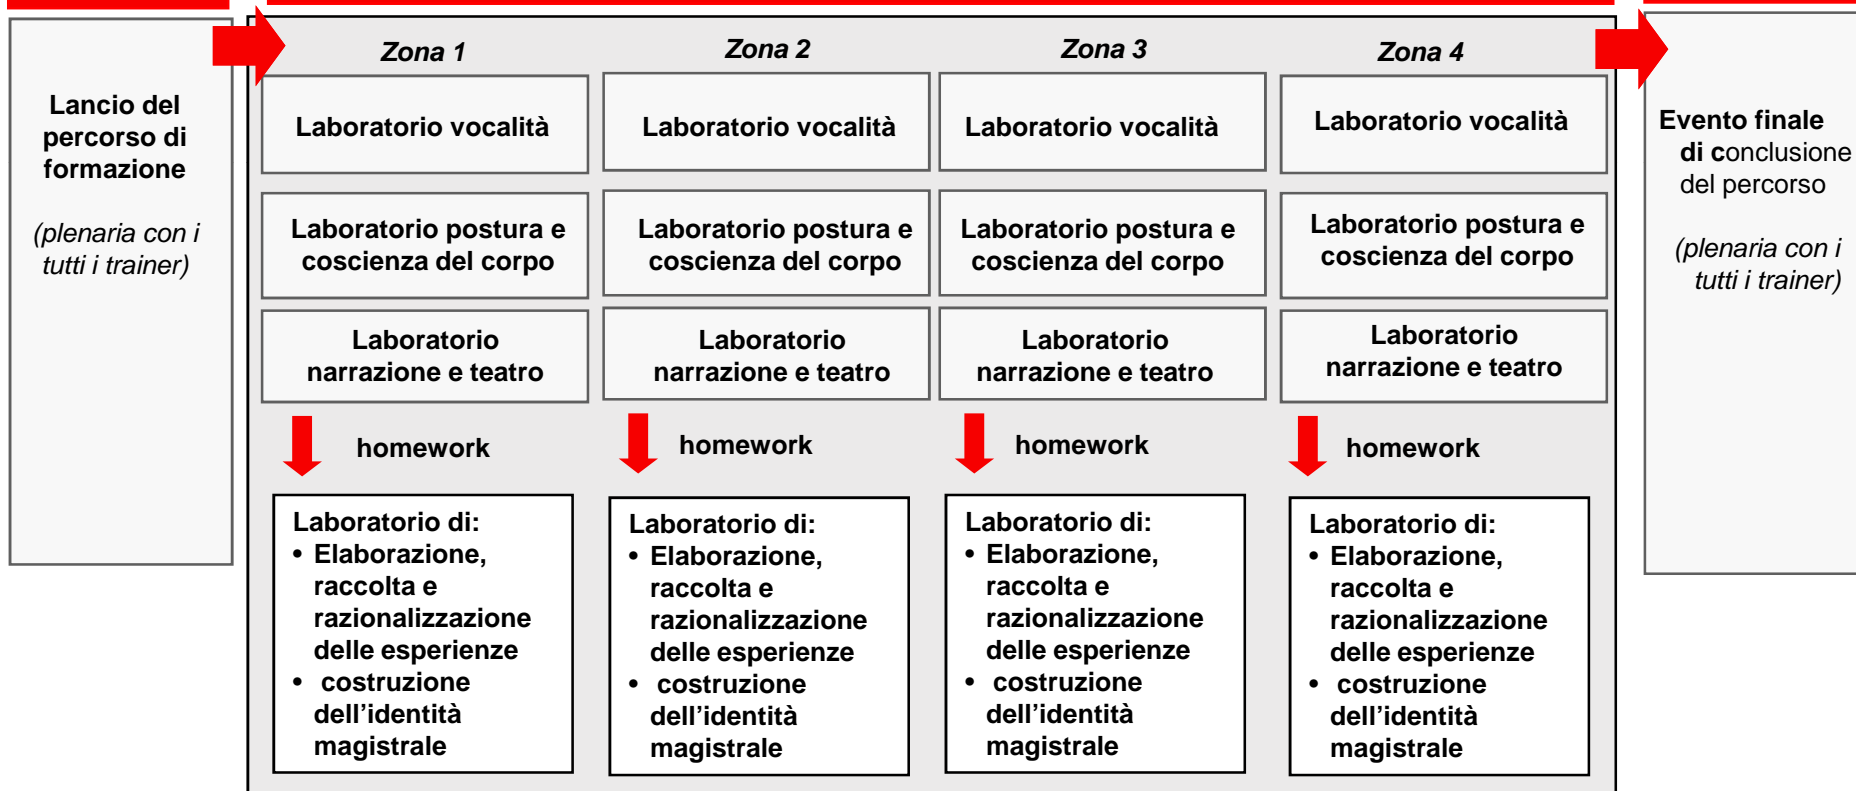 Lancio del
percorso di
formazione
(plenaria con i
tutti i trainer)
Zona 1
Laboratorio vocalità
Laboratorio postura e
coscienza del corpo
Laboratorio
narrazione e teatro
homework
Laboratorio di:
• Elaborazione,
raccolta e
razionalizzazione
delle esperienze
• costruzione
dell’identità
magistrale
Zona 2
Laboratorio vocalità
Laboratorio postura e
coscienza del corpo
Laboratorio
narrazione e teatro
homework
Laboratorio di:
• Elaborazione,
raccolta e
razionalizzazione
delle esperienze
• costruzione
dell’identità
magistrale
Zona 3
Laboratorio vocalità
Laboratorio postura e
coscienza del corpo
Laboratorio
narrazione e teatro
homework
Laboratorio di:
• Elaborazione,
raccolta e
razionalizzazione
delle esperienze
• costruzione
dell’identità
magistrale
Zona 4
Laboratorio vocalità
Laboratorio postura e
coscienza del corpo
Laboratorio
narrazione e teatro
homework
Laboratorio di:
• Elaborazione,
raccolta e
razionalizzazione
delle esperienze
• costruzione
dell’identità
magistrale
Evento finale
di conclusione
del percorso
(plenaria con i
tutti i trainer)